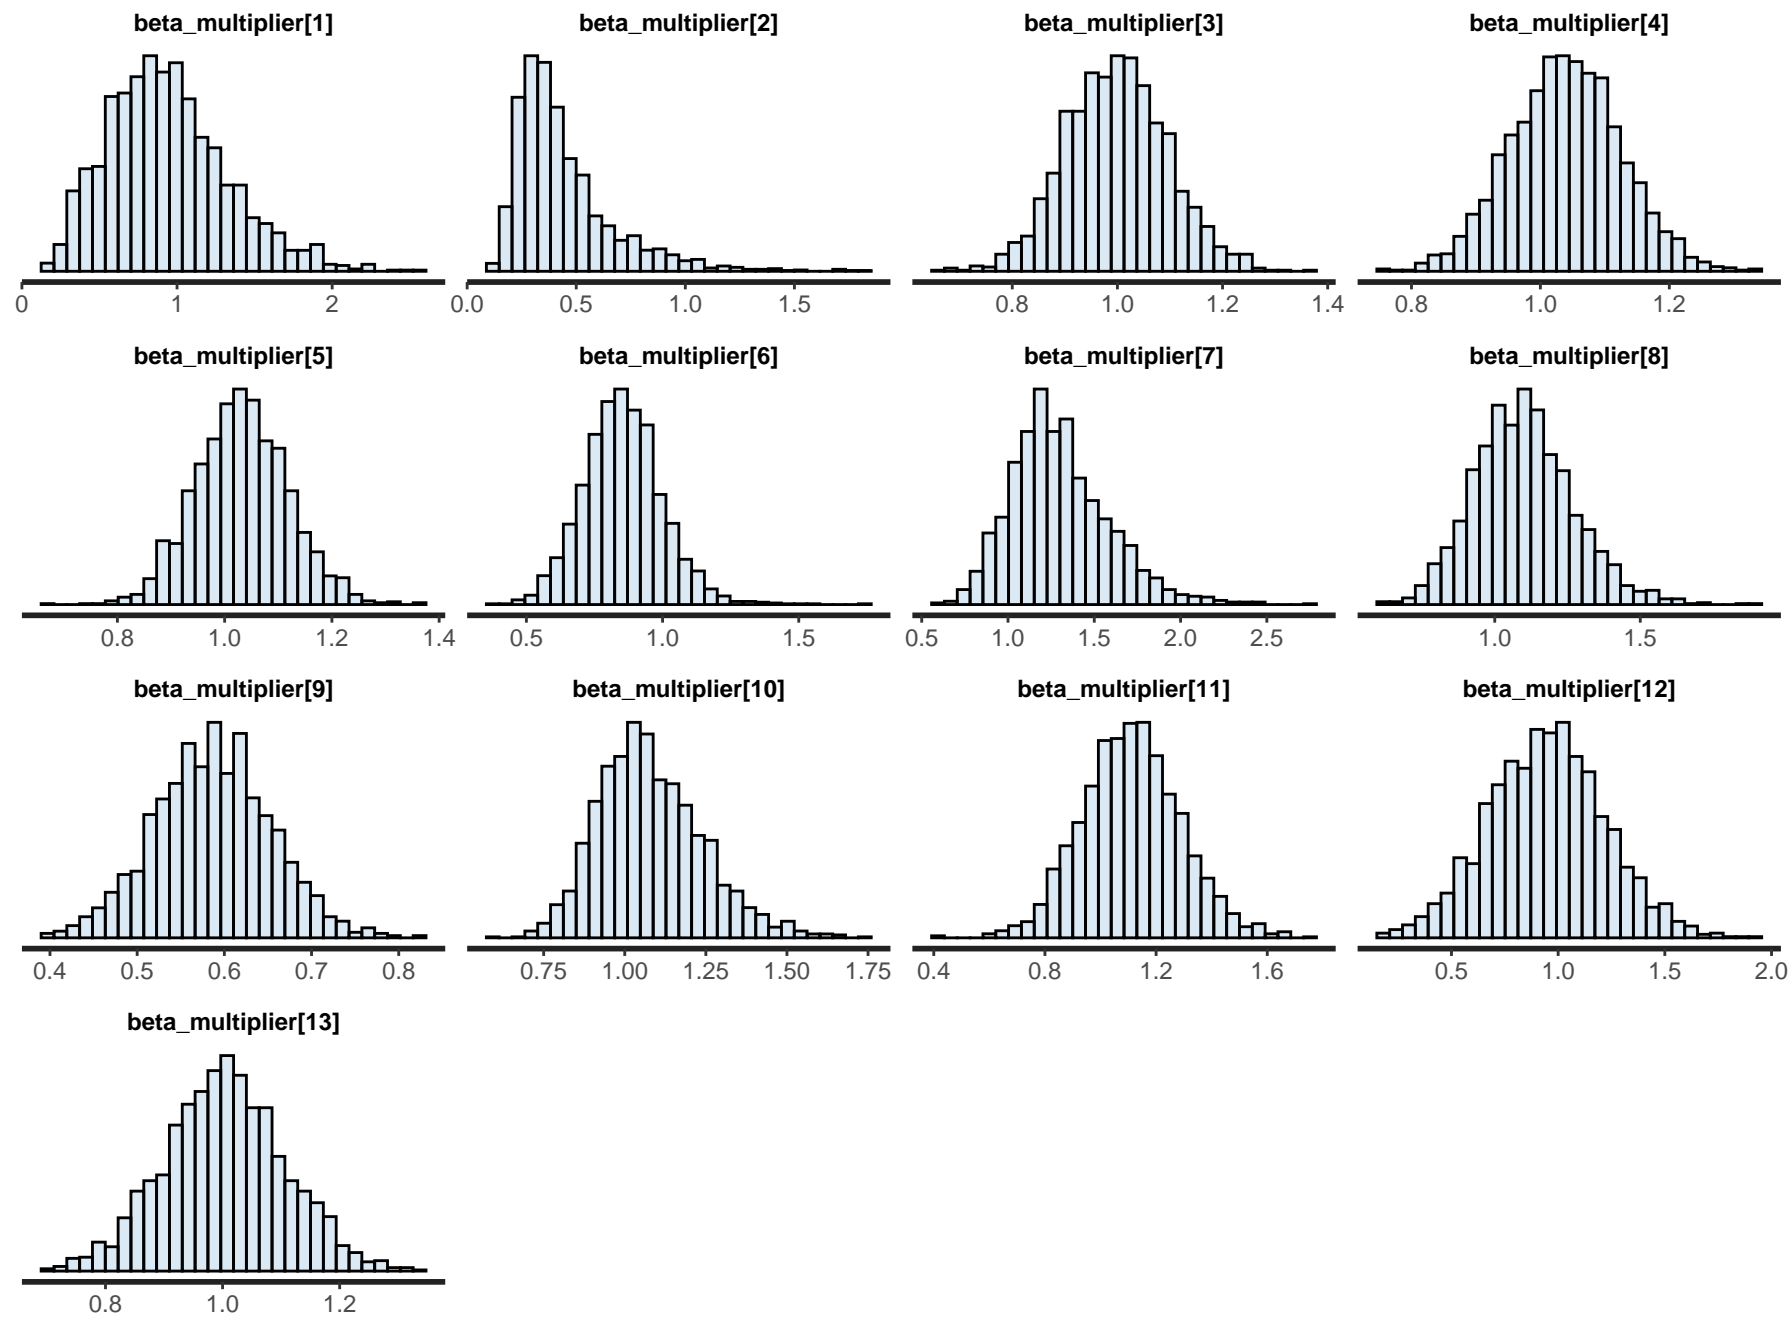 beta_multiplier[1] beta_multiplier[2] beta_multiplier[3] beta_multiplier[4]
0 1 2 0.0 0.5 1.0 1.5 0.8 1.0 1.2 1.4 0.8 1.0 1.2
beta_multiplier[5] beta_multiplier[6] beta_multiplier[7] beta_multiplier[8]
0.8 1.0 1.2 1.4 0.5 1.0 1.5 0.5 1.0 1.5 2.0 2.5 1.0 1.5
beta_multiplier[9] beta_multiplier[10] beta_multiplier[11] beta_multiplier[12]
0.4 0.5 0.6 0.7 0.8 0.75 1.00 1.25 1.50 1.75 0.4 0.8 1.2 1.6 0.5 1.0 1.5 2.0
beta_multiplier[13]
0.8 1.0 1.2